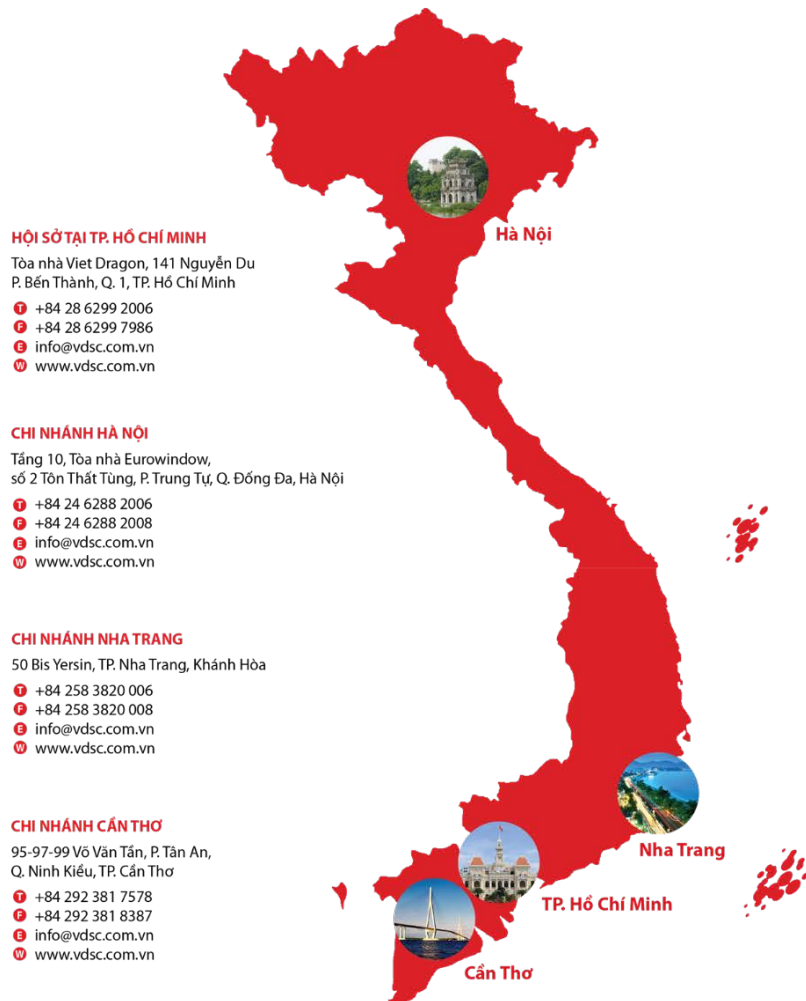 HỘI SỞ TẠI TP. HỒ CHÍ MINH
Tòa nhà Viet Dragon, 141 Nguyễn Du
P. Bến Thành, Q. 1, TP. Hồ Chí Minh
T +84 28 6299 2006
F +84 28 6299 7986
E info@vdsc.com.vn
W www.vdsc.com.vn
CHI NHÁNH HÀ NỘI
Tầng 10, Tòa nhà Eurowindow,
số 2 Tôn Thất Tùng, P. Trung Tự, Q. Đống Đa, Hà Nội
T +84 24 6288 2006
F +84 24 6288 2008
E info@vdsc.com.vn
W www.vdsc.com.vn
CHI NHÁNH NHA TRANG
50 Bis Yersin, TP. Nha Trang, Khánh Hòa
T +84 258 3820 006
F +84 258 3820 008
E info@vdsc.com.vn
W www.vdsc.com.vn
CHI NHÁNH CẦN THƠ
95-97-99 Võ Văn Tần, P. Tân An,
Q. Ninh Kiều, TP. Cần Thơ
T +84 292 381 7578
F +84 292 381 8387
E info@vdsc.com.vn
W www.vdsc.com.vn
Hà Nội
Nha Trang
TP. Hồ Chí Minh
Cần Thơ